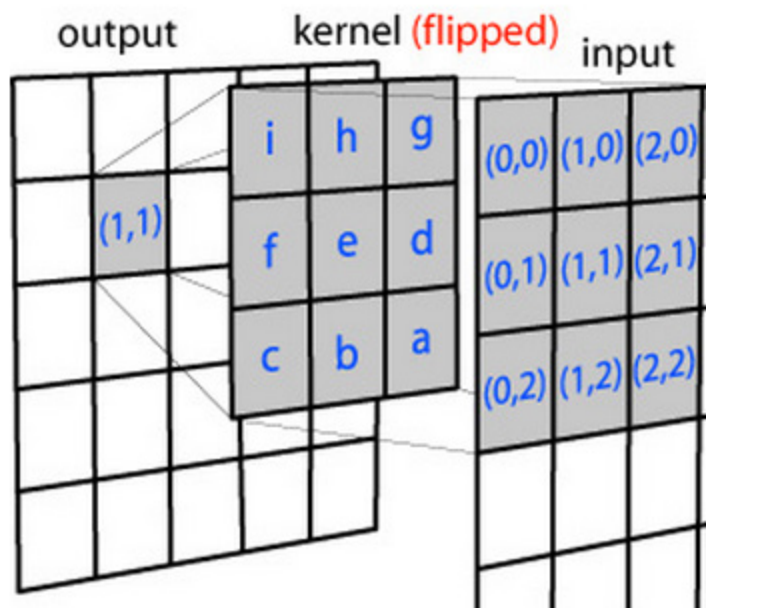 output
kernel (flipped)
input
i h g
(0,0) (1,0) (2,0)
(1,1)
f e d
(0,1) (1,1) (2,1)
c b a
(0,2) (1,2) (2,2)